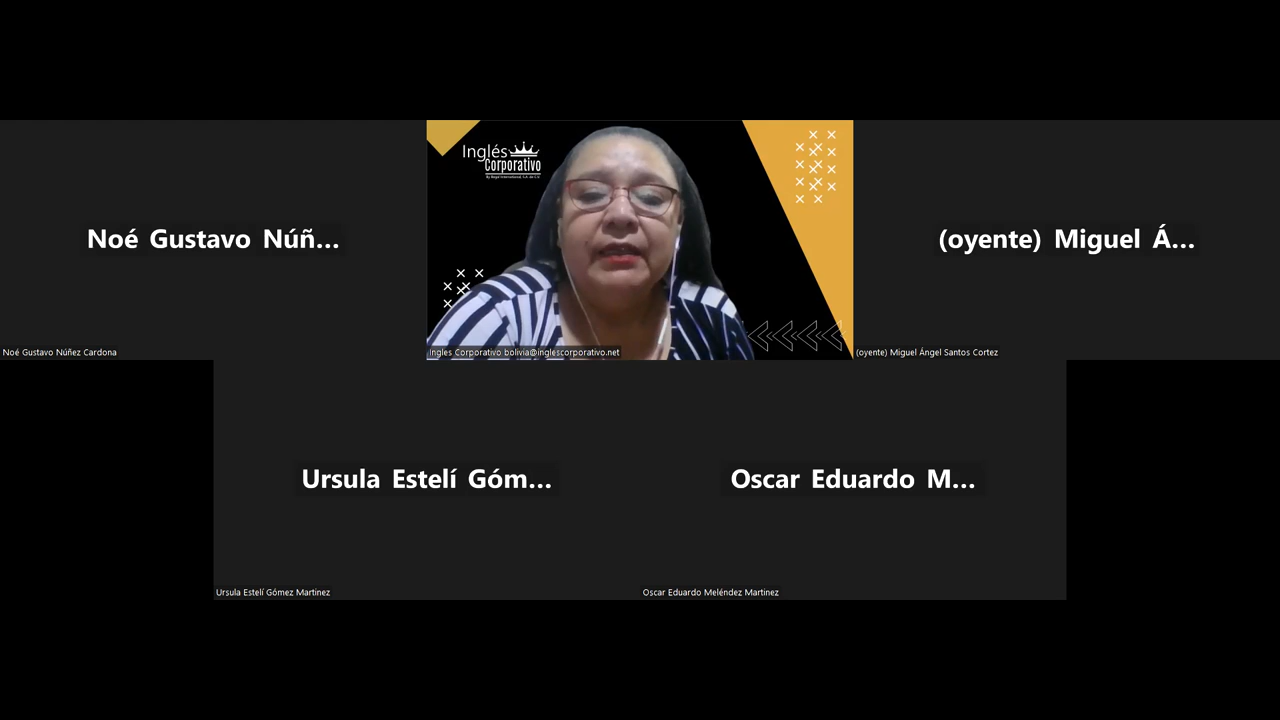 Noé Gustavo Núñ...
Inglés
Corporativo
(oyente) Miguel Á...
Noé Gustavo Núñez Cardona
Ingles Corporativo bolivia@inglescorporativo.net
(oyente) Miguel Ángel Santos Cortez
Ursula Estelí Góm...
Oscar Eduardo M...
Ursula Estelí Gómez Martinez
Oscar Eduardo Meléndez Martinez